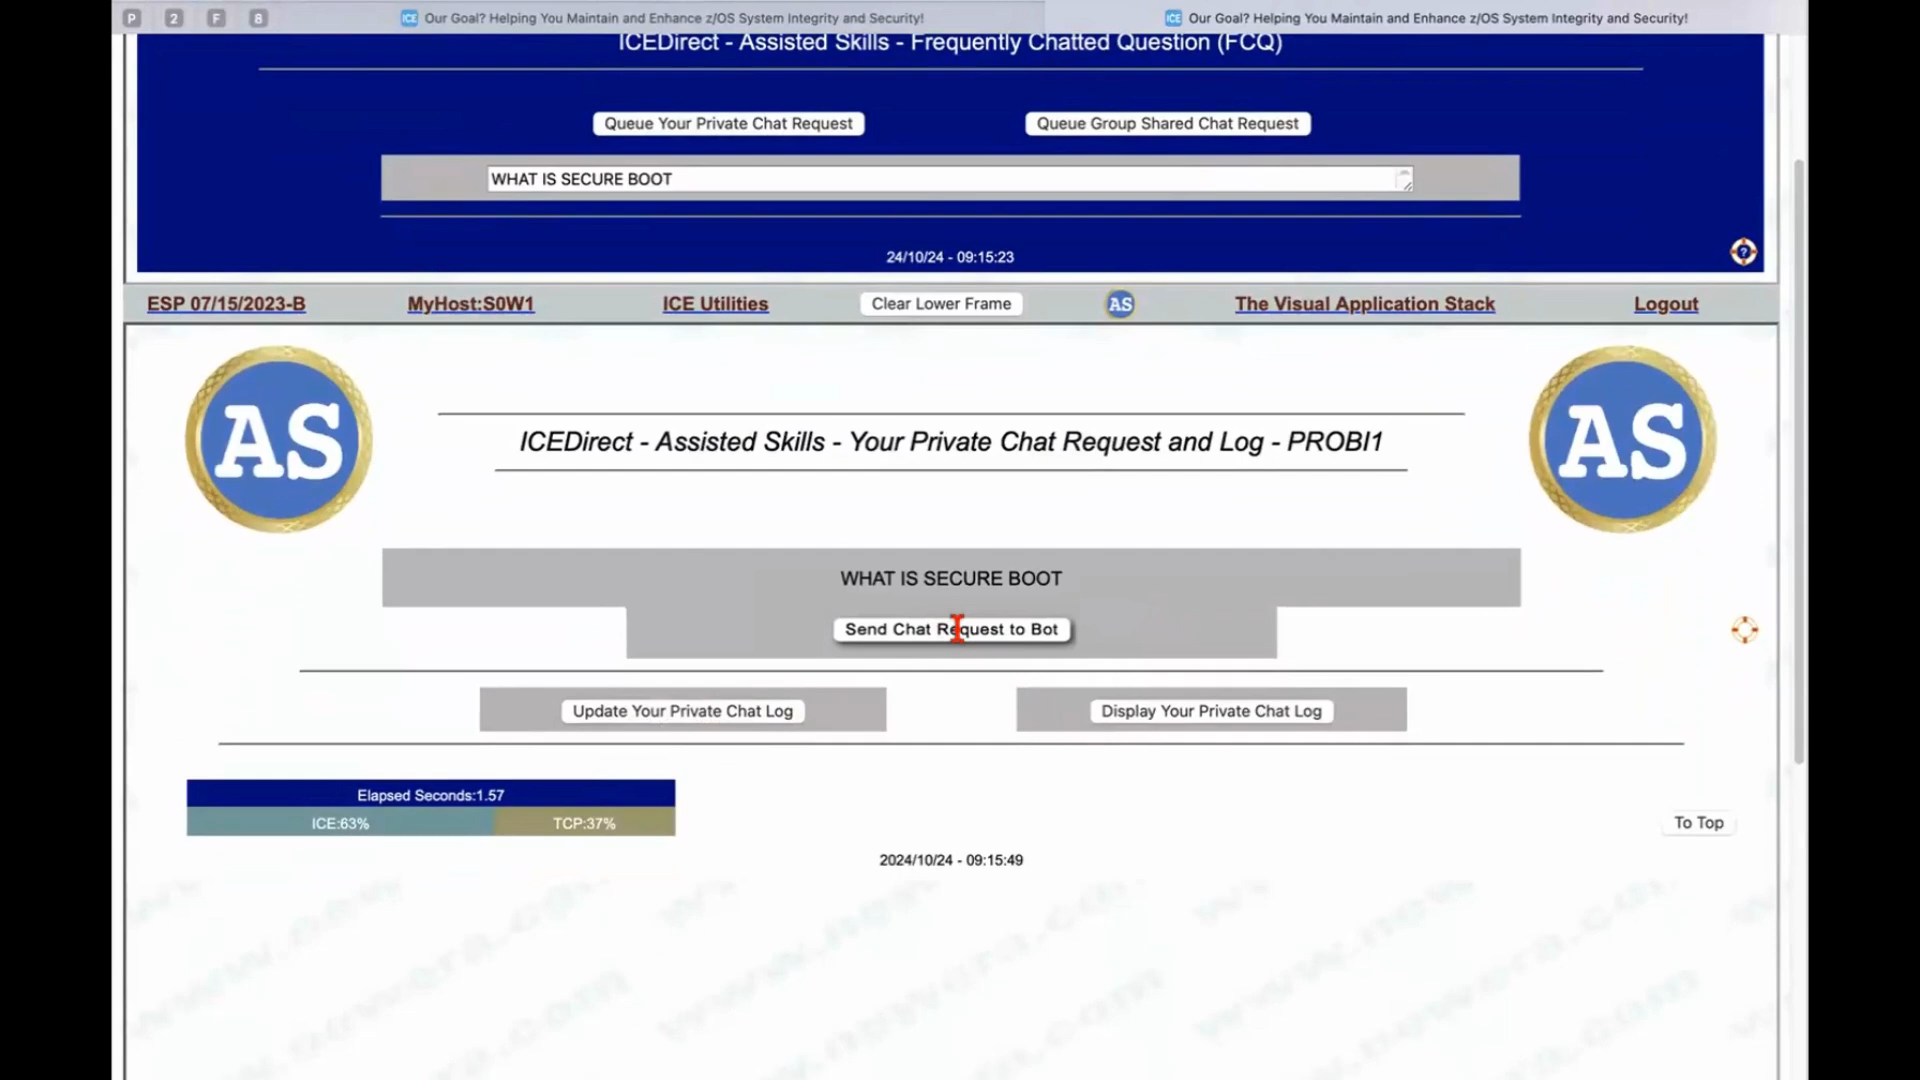 P 2 F 8 ICE Our Goal? Helping You Maintain and Enhance z/OS System Integrity and Security! ICE Our Goal? Helping You Maintain and Enhance z/OS System Integrity and Security!
ICEDirect - Assisted Skills - Frequently Chatted Question (FCQ)
Queue Your Private Chat Request Queue Group Shared Chat Request
WHAT IS SECURE BOOT
24/10/24 - 09:15:23
?
ESP 07/15/2023-B MyHost:S0W1 ICE Utilities Clear Lower Frame AS The Visual Application Stack Logout
AS AS
ICEDirect - Assisted Skills - Your Private Chat Request and Log - PROBI1
WHAT IS SECURE BOOT
Send Chat Request to Bot
Update Your Private Chat Log Display Your Private Chat Log
Elapsed Seconds:1.57
ICE:63% TCP:37% To Top
2024/10/24 - 09:15:49